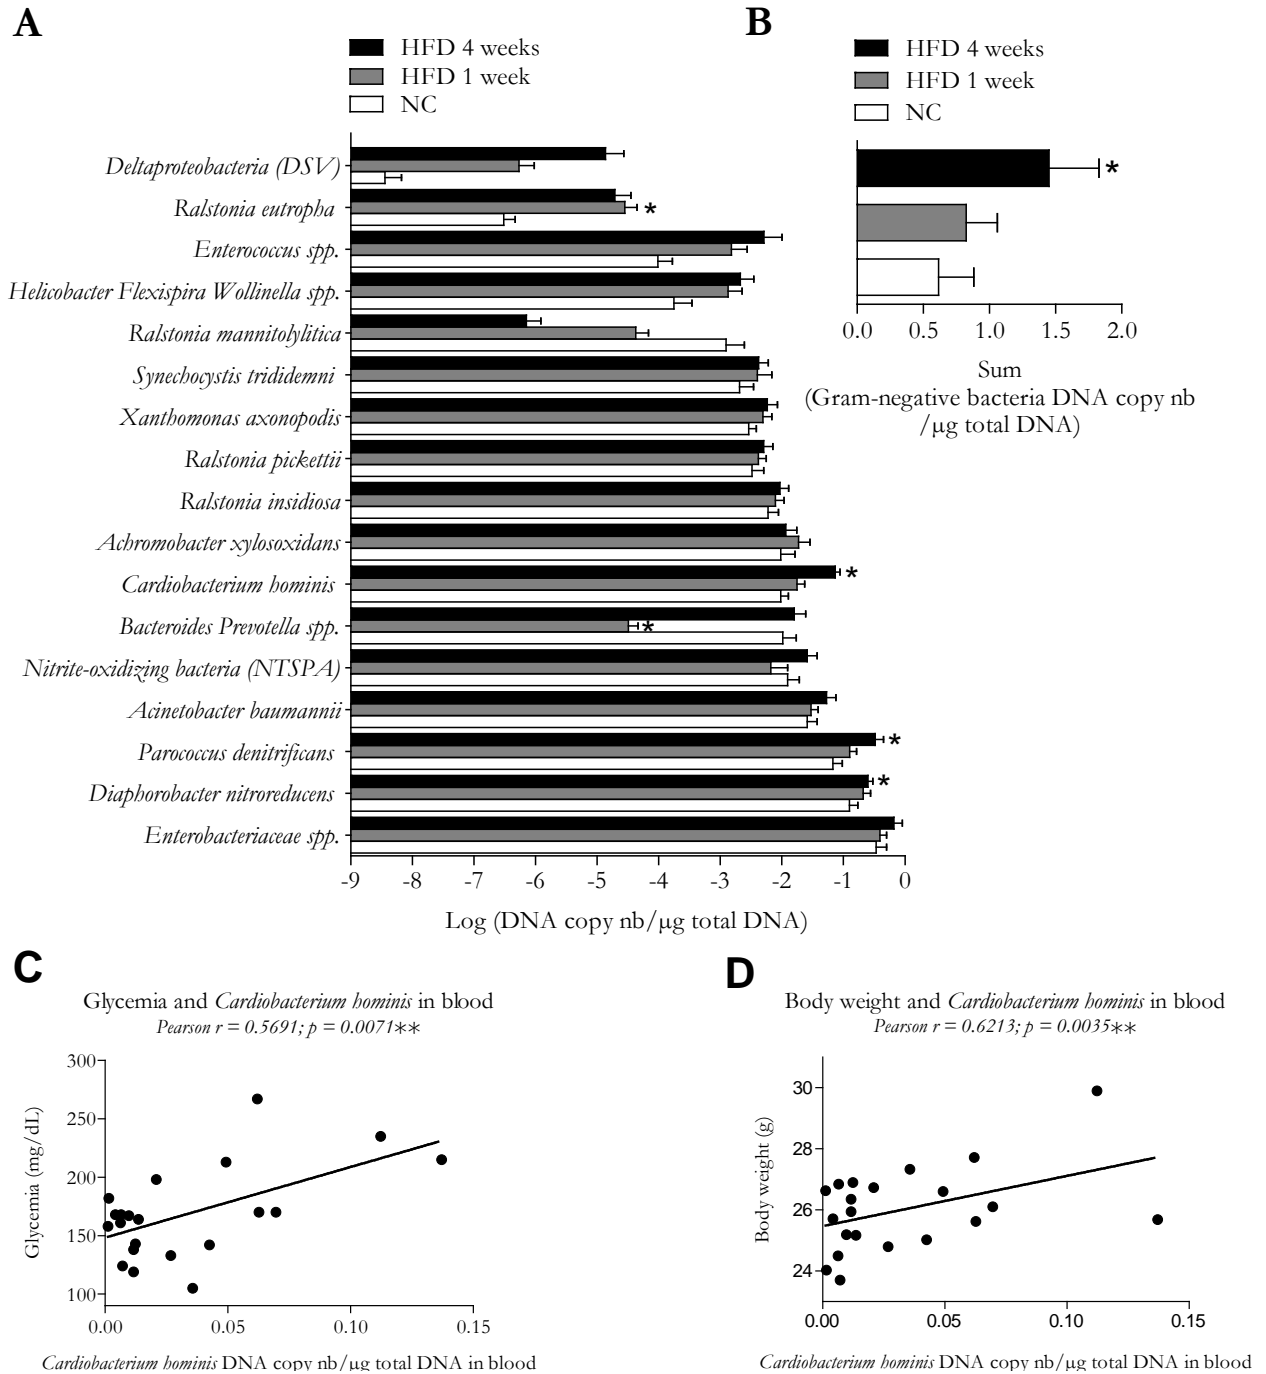 A
HFD 4 weeks
HFD 1 week
NC
Deltaproteobacteria (DSV)
Ralstonia eutropha
*
Enterococcus spp.
Helicobacter Flexispira Wollinella spp.
Ralstonia mannitolylitica
Synechocystis trididemni
Xanthomonas axonopodis
Ralstonia pickettii
Ralstonia insidiosa
Achromobacter xylosoxidans
Cardiobacterium hominis
*
Bacteroides Prevotella spp.
*
Nitrite-oxidizing bacteria (NTSPA)
Acinetobacter baumannii
Parococcus denitrificans
*
Diaphorobacter nitroreducens
*
Enterobacteriaceae spp.
-9 -8 -7 -6 -5 -4 -3 -2 -1 0
Log (DNA copy nb/µg total DNA)
B
HFD 4 weeks
HFD 1 week
NC
*
0.0 0.5 1.0 1.5 2.0
Sum
(Gram-negative bacteria DNA copy nb
/µg total DNA)
C
Glycemia and Cardiobacterium hominis in blood
Pearson r = 0.5691; p = 0.0071**
Glycemia (mg/dL)
300
250
200
150
100
0.00 0.05 0.10 0.15
Cardiobacterium hominis DNA copy nb/µg total DNA in blood
D
Body weight and Cardiobacterium hominis in blood
Pearson r = 0.6213; p = 0.0035**
Body weight (g)
30
28
26
24
0.00 0.05 0.10 0.15
Cardiobacterium hominis DNA copy nb/µg total DNA in blood